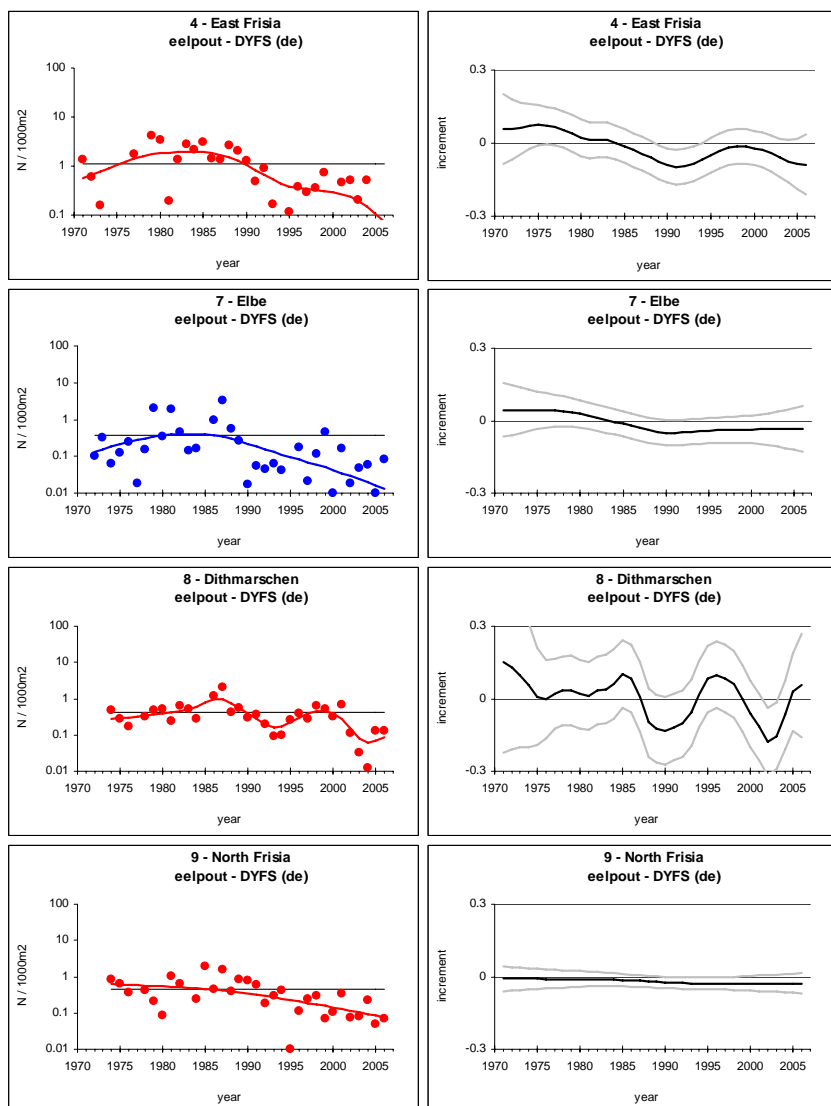 4 - East Frisia
eelpout - DYFS (de)
N / 1000m2
100
10
1
0.1
1970 1975 1980 1985 1990 1995 2000 2005
year
4 - East Frisia
eelpout - DYFS (de)
increment
0.3
0
-0.3
1970 1975 1980 1985 1990 1995 2000 2005
year
7 - Elbe
eelpout - DYFS (de)
N / 1000m2
100
10
1
0.1
0.01
1970 1975 1980 1985 1990 1995 2000 2005
year
7 - Elbe
eelpout - DYFS (de)
increment
0.3
0
-0.3
1970 1975 1980 1985 1990 1995 2000 2005
year
8 - Dithmarschen
eelpout - DYFS (de)
N / 1000m2
100
10
1
0.1
0.01
1970 1975 1980 1985 1990 1995 2000 2005
year
8 - Dithmarschen
eelpout - DYFS (de)
increment
0.3
0
-0.3
1970 1975 1980 1985 1990 1995 2000 2005
year
9 - North Frisia
eelpout - DYFS (de)
N / 1000m2
100
10
1
0.1
0.01
1970 1975 1980 1985 1990 1995 2000 2005
year
9 - North Frisia
eelpout - DYFS (de)
increment
0.3
0
-0.3
1970 1975 1980 1985 1990 1995 2000 2005
year